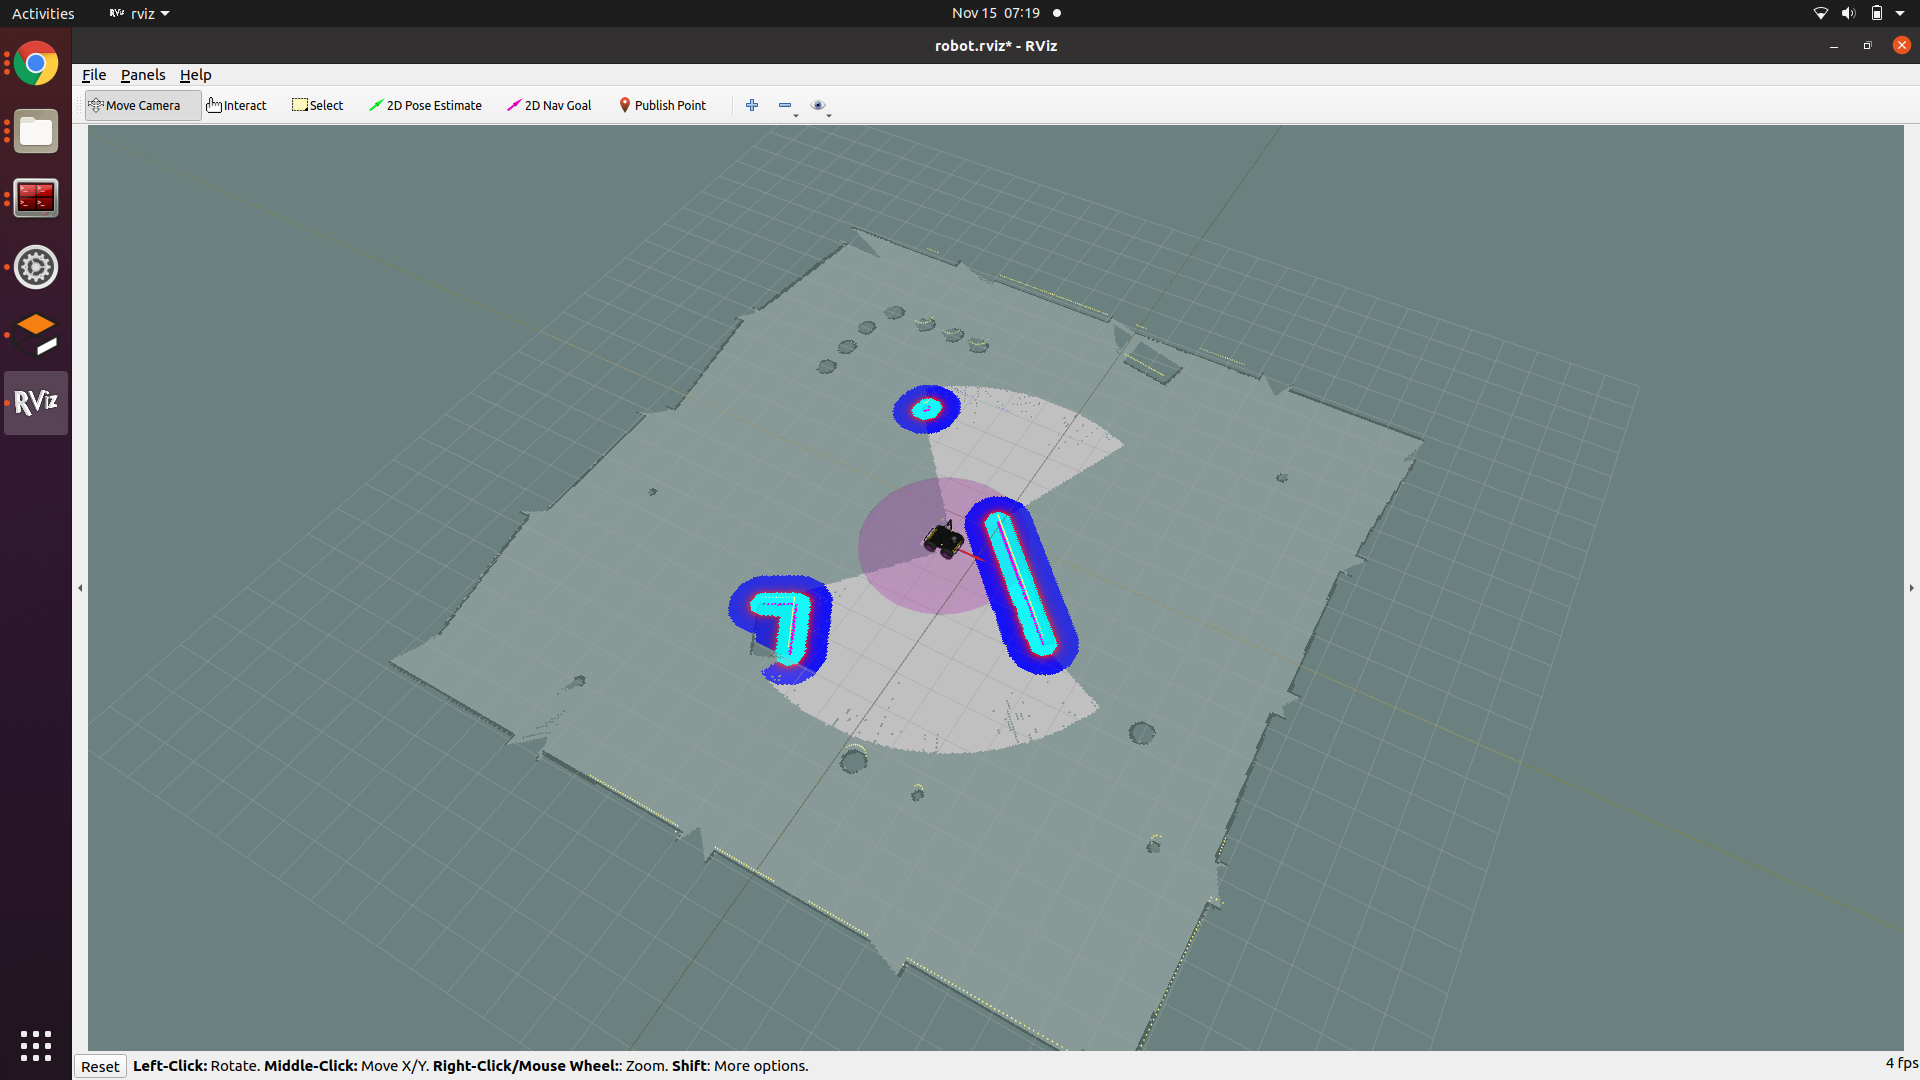 Activities RViz rviz Nov 15 07:19
robot.rviz* - RViz
File Panels Help
Move Camera Interact Select 2D Pose Estimate 2D Nav Goal Publish Point
RViz
Reset Left-Click: Rotate. Middle-Click: Move X/Y. Right-Click/Mouse Wheel:: Zoom. Shift: More options. 4 fps